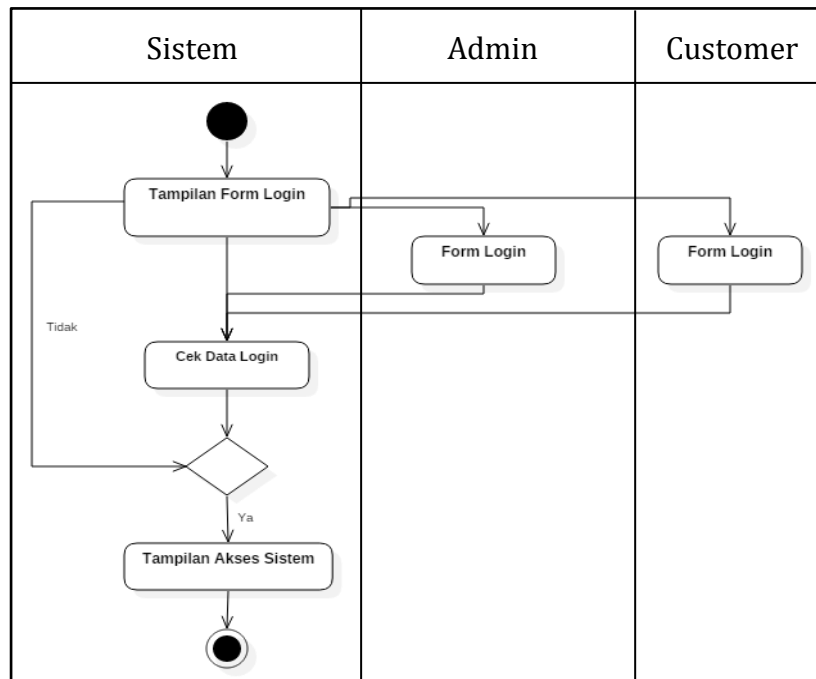 Sistem
Admin
Customer
Tampilan Form Login
Form Login
Form Login
Tidak
Cek Data Login
Ya
Tampilan Akses Sistem